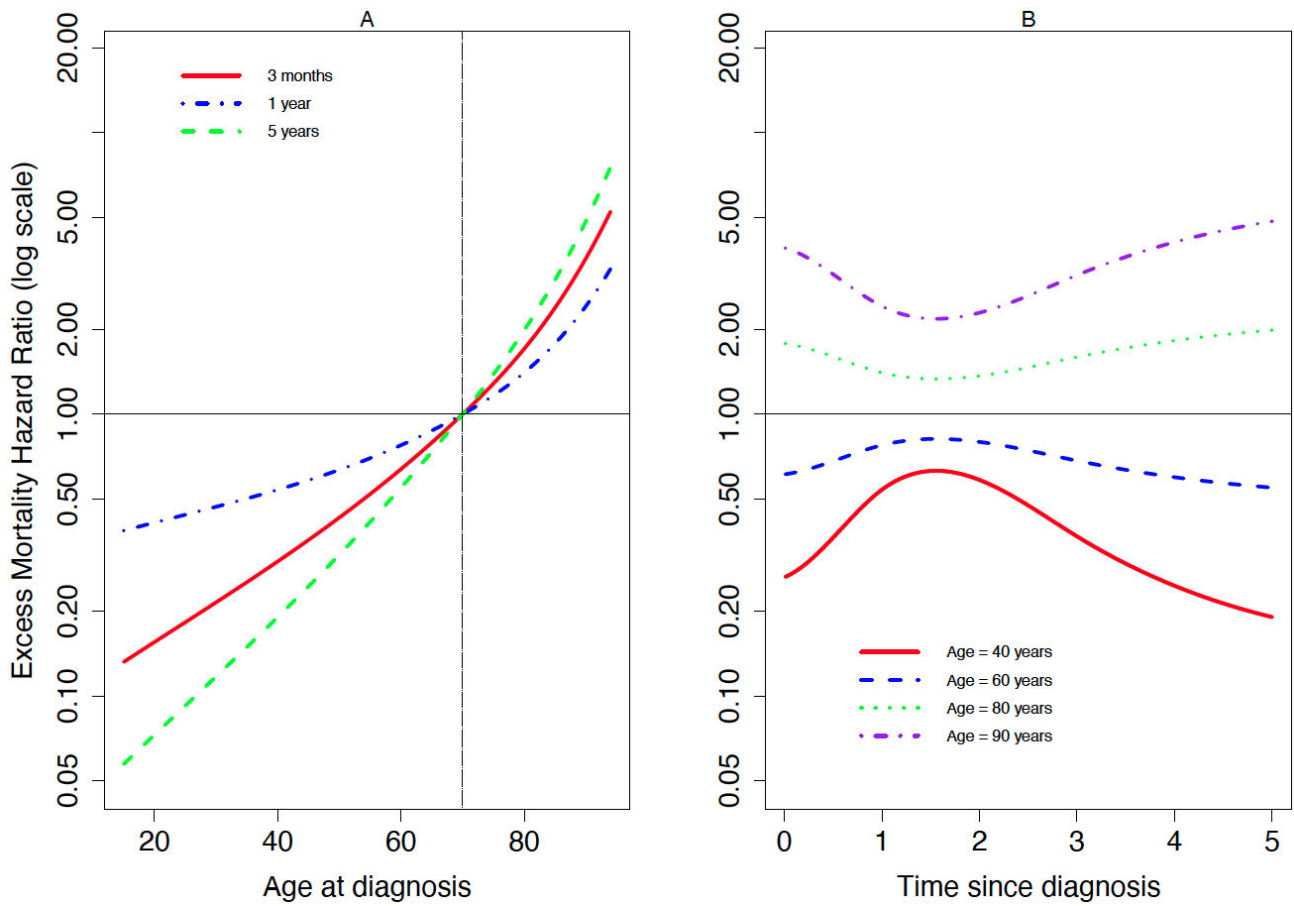 A
20.00
5.00
2.00
1.00
0.50
0.20
0.10
0.05
Excess Mortality Hazard Ratio (log scale)
3 months
1 year
5 years
20 40 60 80
Age at diagnosis
B
20.00
5.00
2.00
1.00
0.50
0.20
0.10
0.05
Age = 40 years
Age = 60 years
Age = 80 years
Age = 90 years
0 1 2 3 4 5
Time since diagnosis